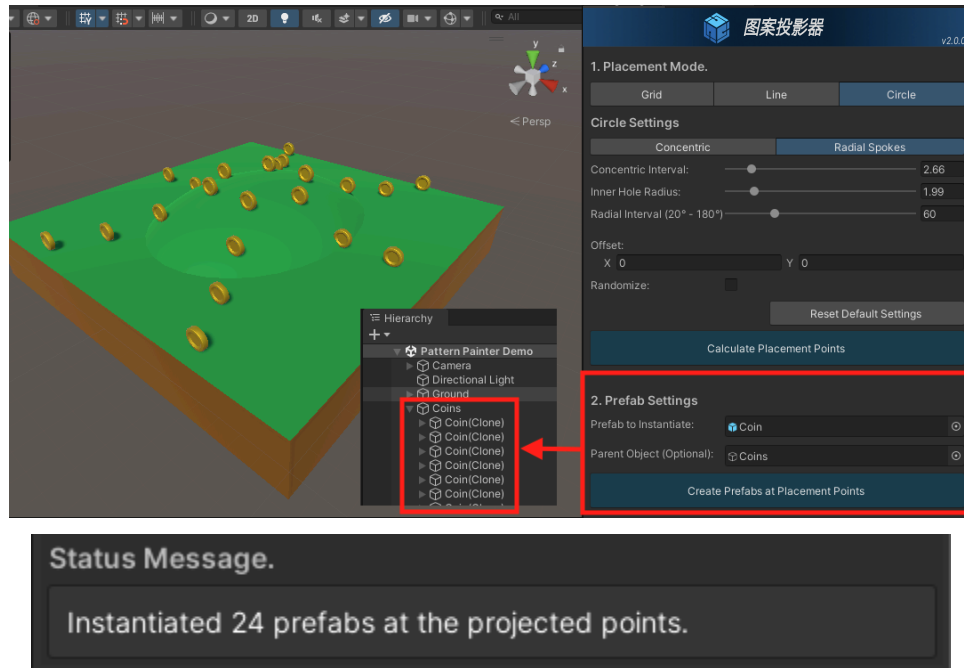 2D
All
y
z
x
Persp
图案投影器
v2.0.0
1. Placement Mode.
Grid
Line
Circle
Circle Settings
Concentric
Radial Spokes
Concentric Interval:
2.66
Inner Hole Radius:
1.99
Radial Interval (20° - 180°)
60
Offset:
X 0
Y 0
Randomize:
Reset Default Settings
Calculate Placement Points
2. Prefab Settings
Prefab to Instantiate:
Coin
Parent Object (Optional):
Coins
Create Prefabs at Placement Points
Hierarchy
Pattern Painter Demo
Camera
Directional Light
Ground
Coins
Coin(Clone)
Coin(Clone)
Coin(Clone)
Coin(Clone)
Coin(Clone)
Coin(Clone)
Status Message.
Instantiated 24 prefabs at the projected points.